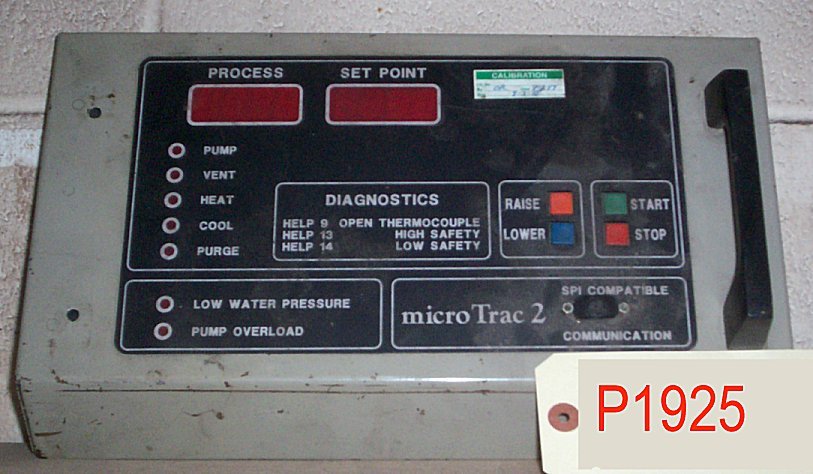 PROCESS SET POINT
CALIBRATION
PUMP
VENT
HEAT
COOL
PURGE
DIAGNOSTICS
HELP 9 OPEN THERMOCOUPLE
HELP 13 HIGH SAFETY
HELP 14 LOW SAFETY
RAISE
LOWER
START
STOP
LOW WATER PRESSURE
PUMP OVERLOAD
microTrac 2
SPI COMPATIBLE
COMMUNICATION
P1925